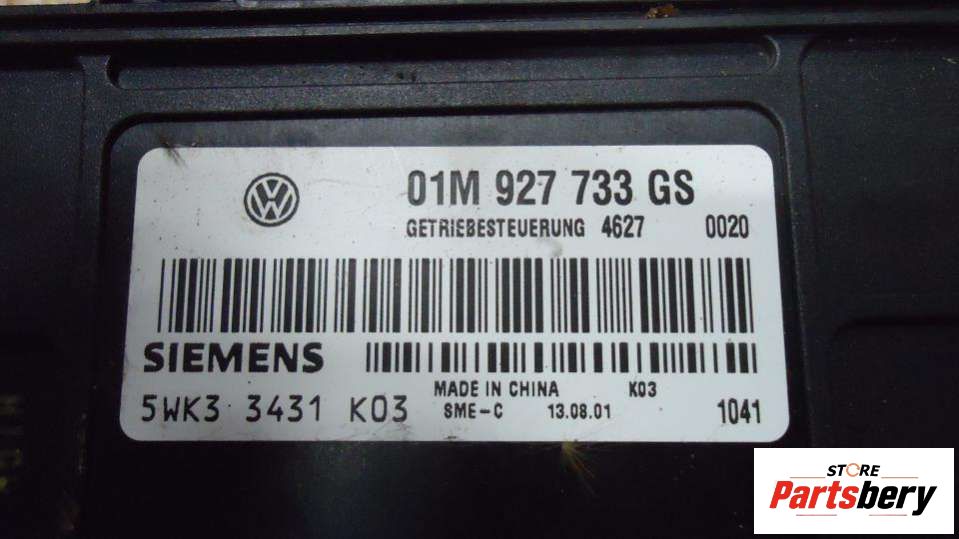 01M 927 733 GS
GETRIEBESTEUERUNG 4627 0020
SIEMENS
MADE IN CHINA K03
5WK3 3431 K03 SME-C 13.08.01 1041
STORE
Partsbery